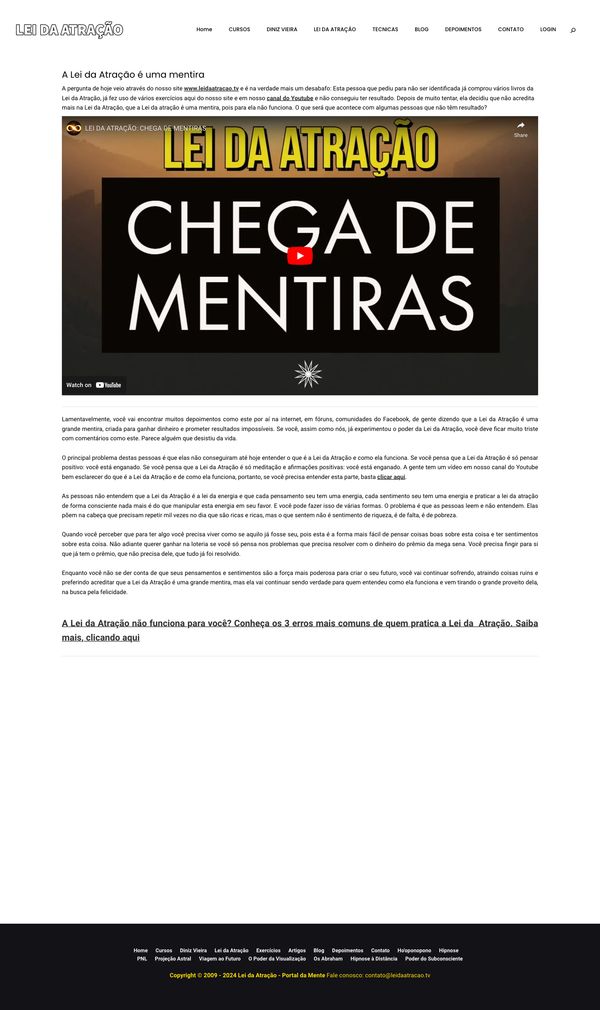 LEI DA ATRAÇÃO
Home CURSOS DINIZ VIEIRA LEI DA ATRAÇÃO TECNICAS BLOG DEPOIMENTOS CONTATO LOGIN
A Lei da Atração é uma mentira
A pergunta de hoje veio através do nosso site www.leidaatracao.tv e é na verdade mais um desabafo: Esta pessoa que pediu para não ser identificada já comprou vários livros da
Lei da Atração, já fez uso de vários exercícios aqui do nosso site e em nosso canal do Youtube e não conseguiu ter resultado. Depois de muito tentar, ela decidiu que não acredita
mais na Lei da Atração, que a Lei da atração é uma mentira, pois para ela não funciona. O que será que acontece com algumas pessoas que não têm resultado?
LEI DA ATRAÇÃO: CHEGA DE MENTIRAS
Share
LEI DA ATRAÇÃO
CHEGA DE
MENTIRAS
Watch on YouTube
Lamentavelmente, você vai encontrar muitos depoimentos como este por aí na internet, em fóruns, comunidades do Facebook, de gente dizendo que a Lei da Atração é uma
grande mentira, criada para ganhar dinheiro e prometer resultados impossíveis. Se você, assim como nós, já experimentou o poder da Lei da Atração, você deve ficar muito triste
com comentários como este. Parece alguém que desistiu da vida.
O principal problema destas pessoas é que elas não conseguiram até hoje entender o que é a Lei da Atração e como ela funciona. Se você pensa que a Lei da Atração é só pensar
positivo: você está enganado. Se você pensa que a Lei da Atração é só meditação e afirmações positivas: você está enganado. A gente tem um vídeo em nosso canal do Youtube
bem esclarecer do que é a Lei da Atração e de como ela funciona, portanto, se você precisa entender esta parte, basta clicar aqui.
As pessoas não entendem que a Lei da Atração é a lei da energia e que cada pensamento seu tem uma energia, cada sentimento seu tem uma energia e praticar a lei da atração
de forma consciente nada mais é do que manipular esta energia em seu favor. E você pode fazer isso de várias formas. O problema é que as pessoas leem e não entendem. Elas
põem na cabeça que precisam repetir mil vezes no dia que são ricas e ricas, mas o que sentem não é sentimento de riqueza, é de falta, é de pobreza.
Quando você perceber que para ter algo você precisa viver como se aquilo já fosse seu, pois esta é a forma mais fácil de pensar coisas boas sobre esta coisa e ter sentimentos
sobre esta coisa. Não adiante querer ganhar na loteria se você só pensa nos problemas que precisa resolver com o dinheiro do prêmio da mega sena. Você precisa fingir para si
que já tem o prêmio, que não precisa dele, que tudo já foi resolvido.
Enquanto você não se der conta de que seus pensamentos e sentimentos são a força mais poderosa para criar o seu futuro, você vai continuar sofrendo, atraindo coisas ruins e
preferindo acreditar que a Lei da Atração é uma grande mentira, mas ela vai continuar sendo verdade para quem entendeu como ela funciona e vem tirando o grande proveito dela,
na busca pela felicidade.
A Lei da Atração não funciona para você? Conheça os 3 erros mais comuns de quem pratica a Lei da Atração. Saiba
mais, clicando aqui
Home Cursos Diniz Vieira Lei da Atração Exercícios Artigos Blog Depoimentos Contato Ho'oponopono Hipnose
PNL Projeção Astral Viagem ao Futuro O Poder da Visualização Os Abraham Hipnose à Distância Poder do Subconsciente
Copyright © 2009 - 2024 Lei da Atração - Portal da Mente Fale conosco: contato@leidaatracao.tv